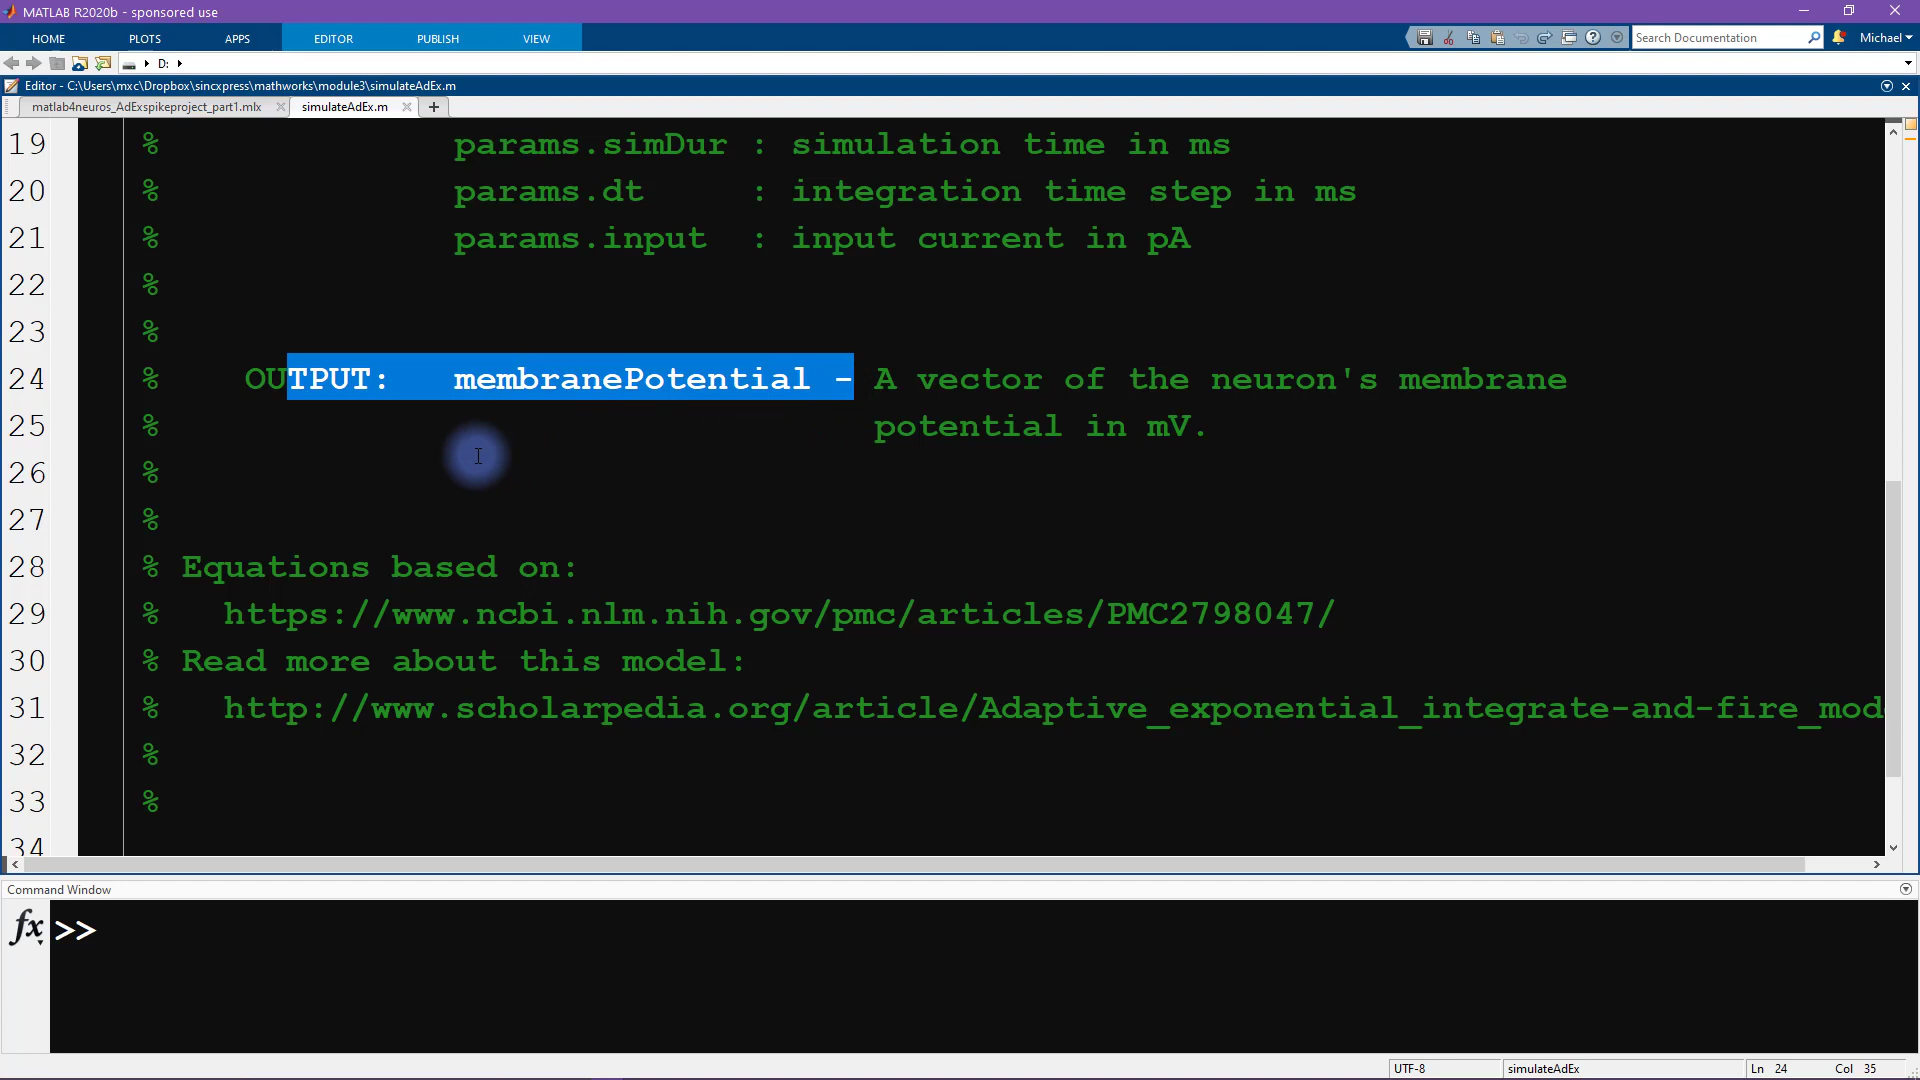 MATLAB R2020b - sponsored use
HOME PLOTS APPS EDITOR PUBLISH VIEW Search Documentation Michael
D:
Editor - C:\Users\mxc\Dropbox\sincxpress\mathworks\module3\simulateAdEx.m
matlab4neuros_AdExspikeproject_part1.mlx simulateAdEx.m +
19 % params.simDur : simulation time in ms
20 % params.dt : integration time step in ms
21 % params.input : input current in pA
22 %
23 %
24 % OUTPUT: membranePotential - A vector of the neuron's membrane
25 % potential in mV.
26 %
27 %
28 % Equations based on:
29 % https://www.ncbi.nlm.nih.gov/pmc/articles/PMC2798047/
30 % Read more about this model:
31 % http://www.scholarpedia.org/article/Adaptive_exponential_integrate-and-fire_mod
32 %
33 %
34
Command Window
fx >>
UTF-8 simulateAdEx Ln 24 Col 35